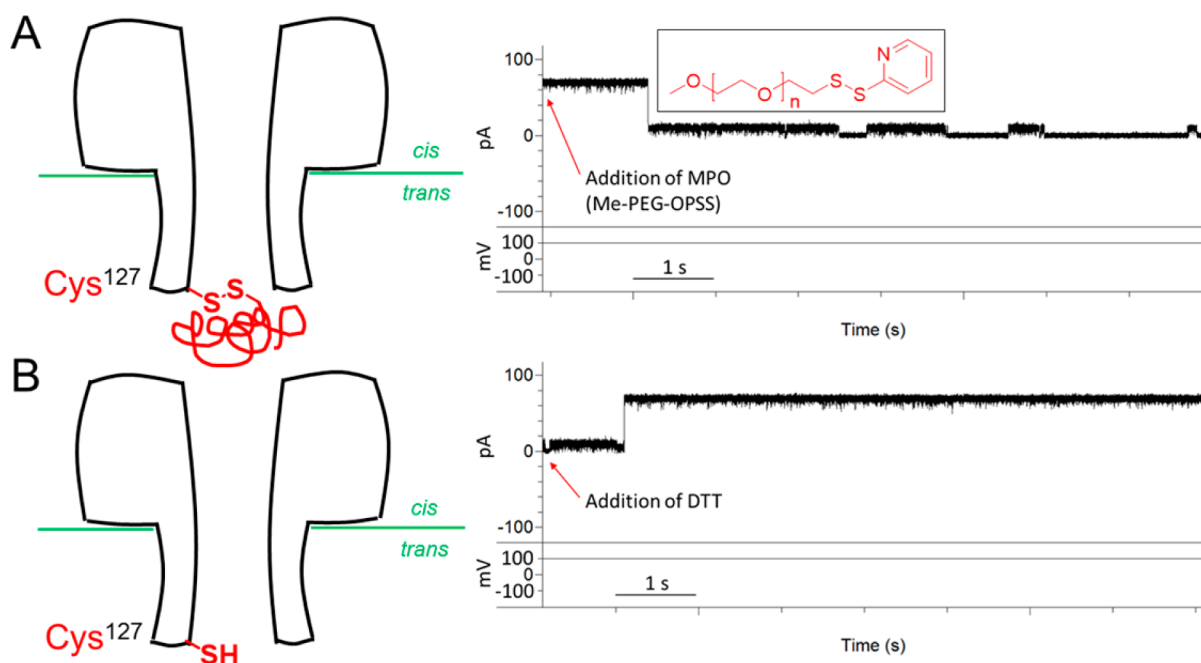 A
cis
trans
Cys127
S
S
100
0
-100
pA
O
O
n
S
S
N
Addition of MPO
(Me-PEG-OPSS)
100
0
-100
mV
1 s
Time (s)
B
cis
trans
Cys127
SH
100
0
-100
pA
Addition of DTT
100
0
-100
mV
1 s
Time (s)